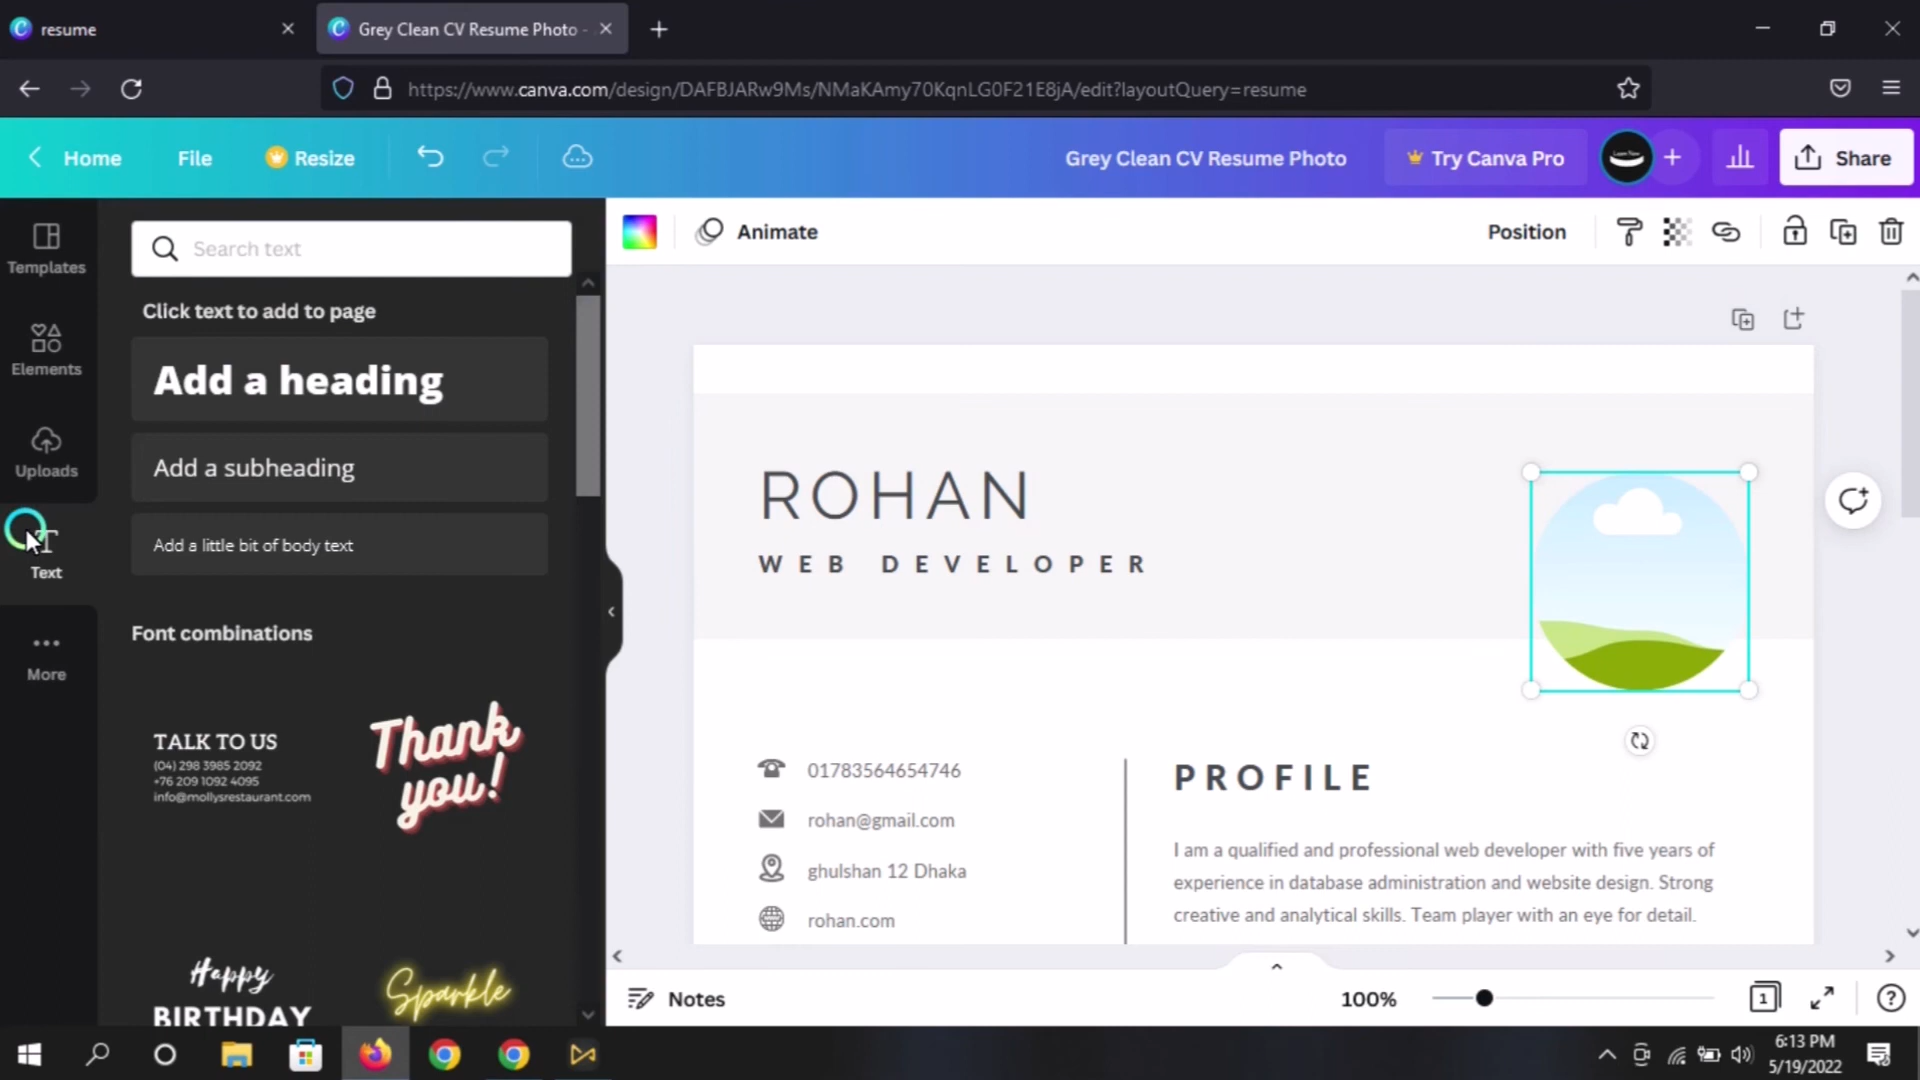 resume
Grey Clean CV Resume Photo -
https://www.canva.com/design/DAFBJARw9Ms/NMaKAmy70KqnLG0F21E8jA/edit?layoutQuery=resume
Home
File
Resize
Grey Clean CV Resume Photo
Try Canva Pro
Share
Templates
Elements
Uploads
Text
More
Search text
Click text to add to page
Add a heading
Add a subheading
Add a little bit of body text
Font combinations
TALK TO US
(04) 298 3985 2092
+76 209 1092 4095
info@mollysrestaurant.com
Thank
you!
Happy
BIRTHDAY
Sparkle
Animate
Position
ROHAN
WEB DEVELOPER
01783564654746
rohan@gmail.com
ghulshan 12 Dhaka
rohan.com
PROFILE
I am a qualified and professional web developer with five years of
experience in database administration and website design. Strong
creative and analytical skills. Team player with an eye for detail.
Notes
100%
1
6:13 PM
5/19/2022